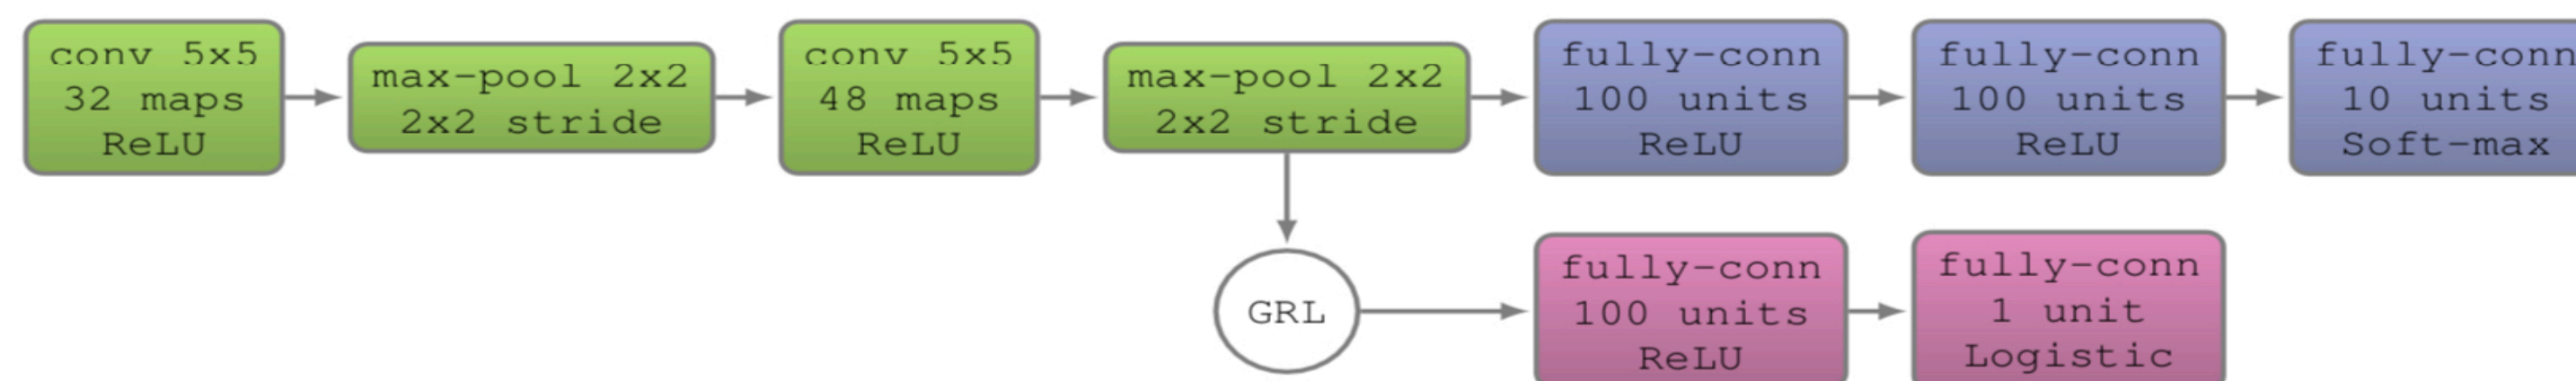 conv 5x5
32 maps
ReLU
max-pool 2x2
2x2 stride
conv 5x5
48 maps
ReLU
max-pool 2x2
2x2 stride
fully-conn
100 units
ReLU
fully-conn
100 units
ReLU
fully-conn
10 units
Soft-max
GRL
fully-conn
100 units
ReLU
fully-conn
1 unit
Logistic